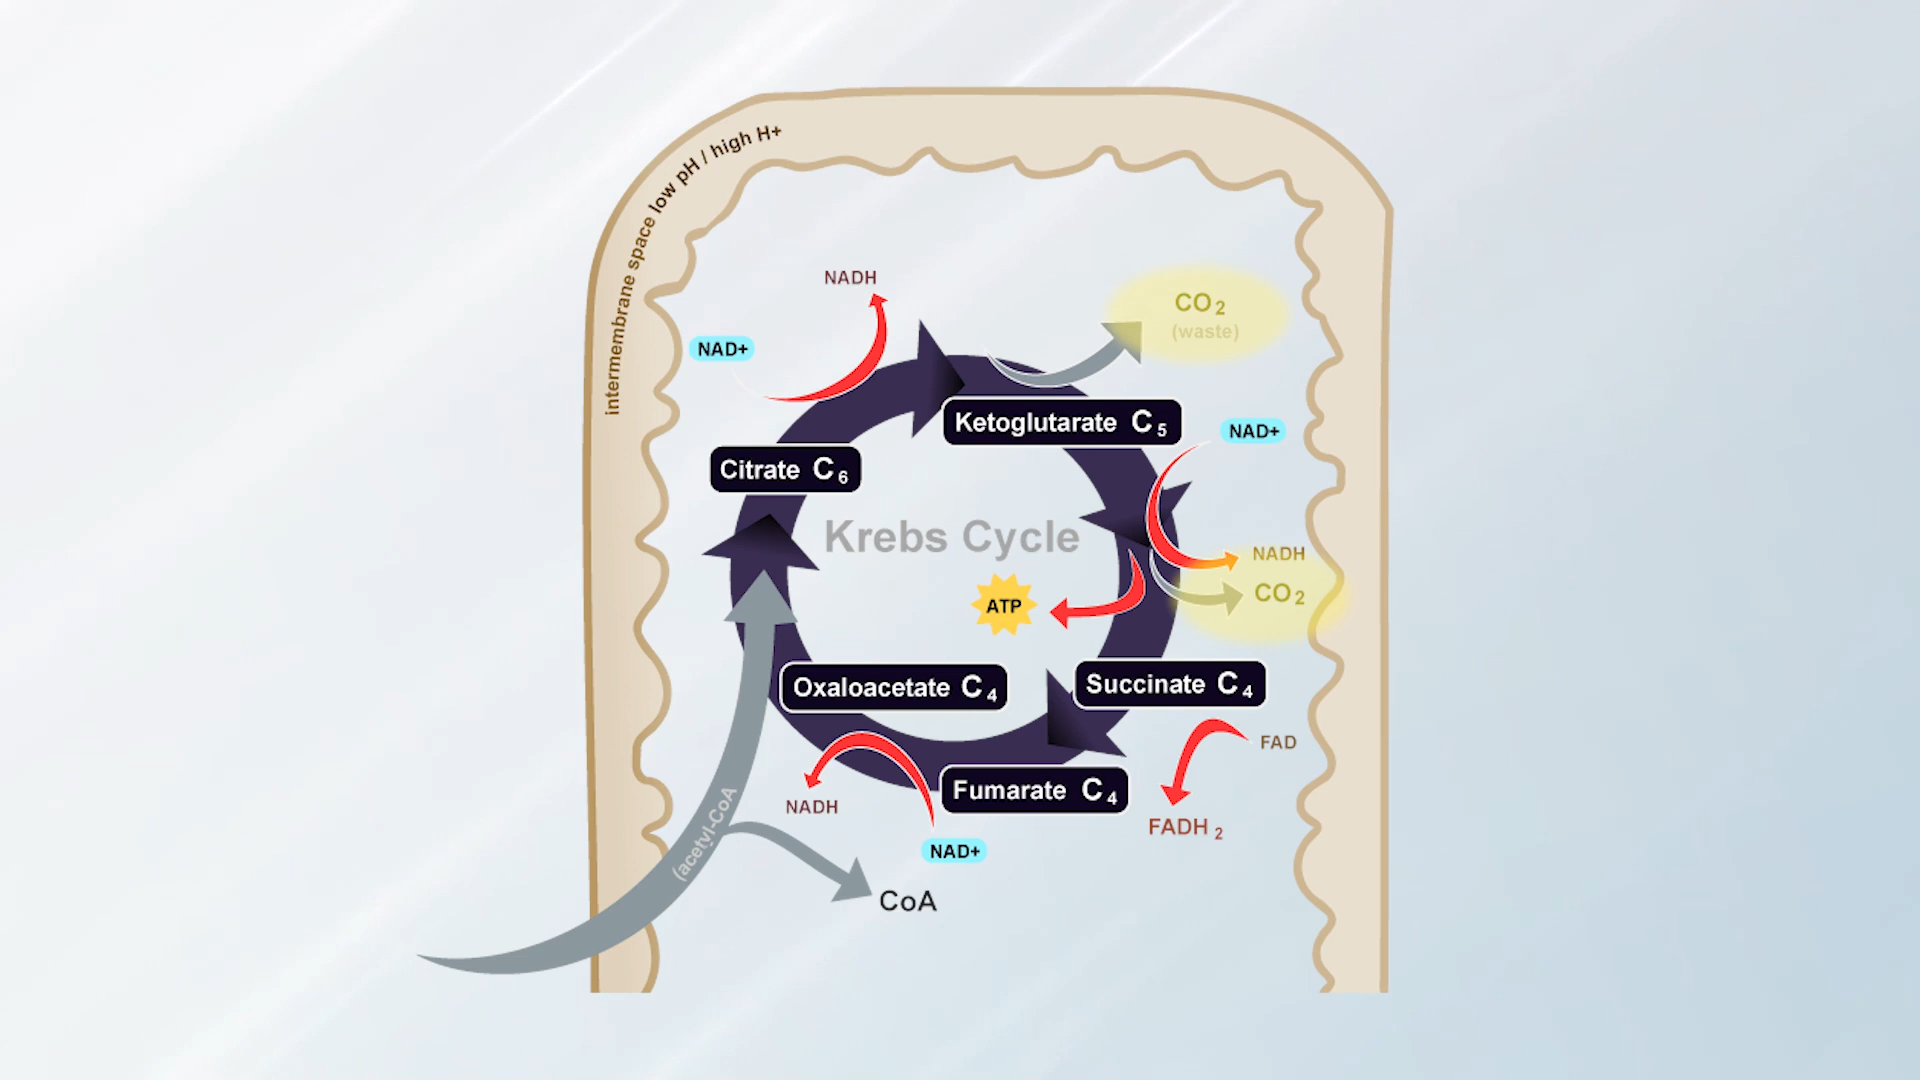 intermembrane space low pH / high H+
NADH
NAD+
CO2
(waste)
Ketoglutarate C5
NAD+
Citrate C6
Krebs Cycle
NADH
CO2
ATP
Oxaloacetate C4
Succinate C4
FAD
Fumarate C4
NADH
FADH2
NAD+
(acetyl-CoA
CoA